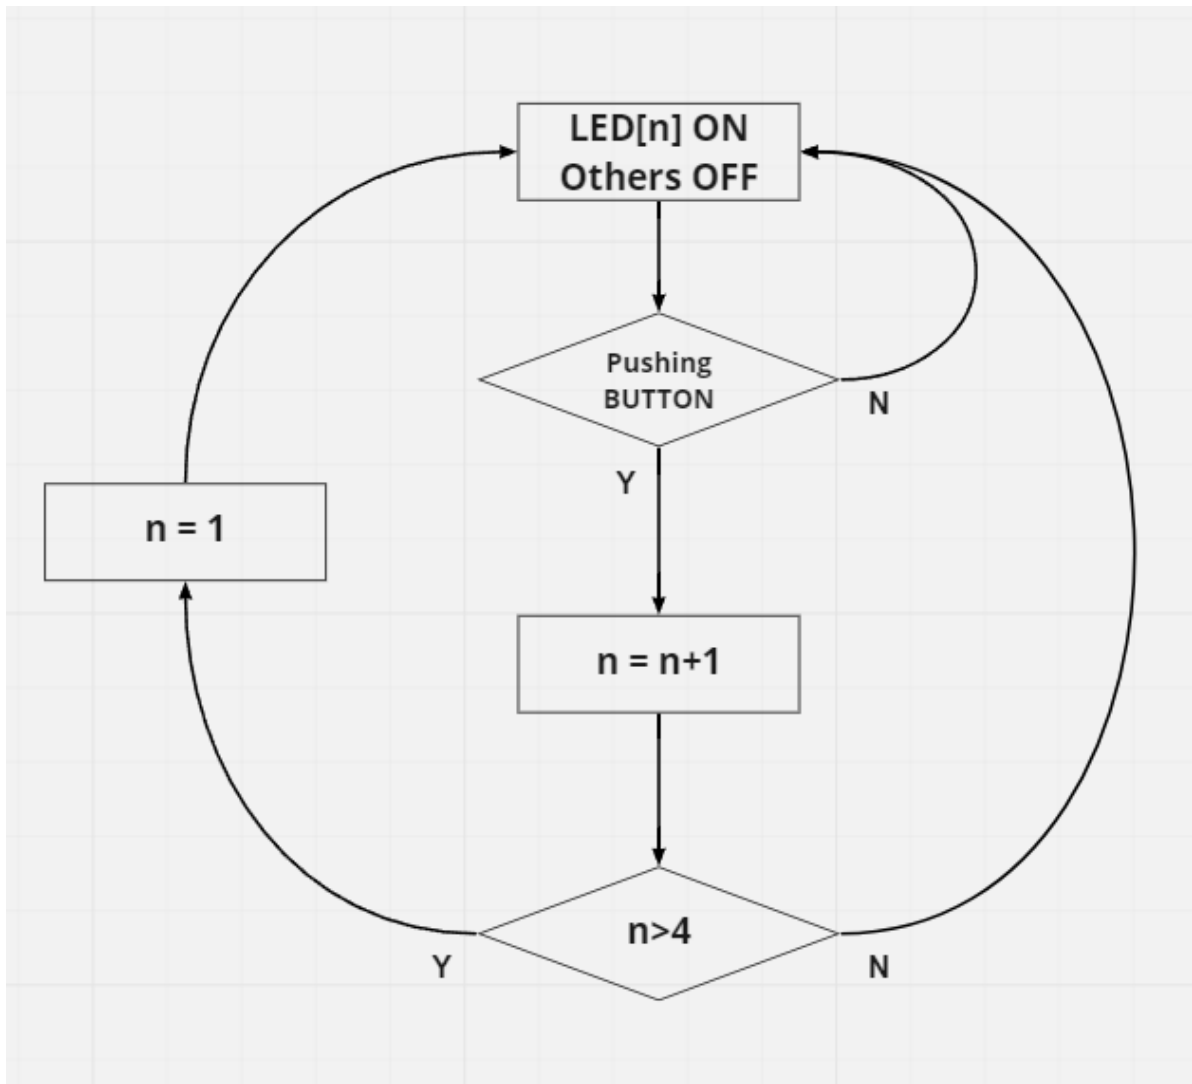 LED[n] ON
Others OFF
Pushing
BUTTON
N
Y
n = 1
n = n+1
n>4
Y
N